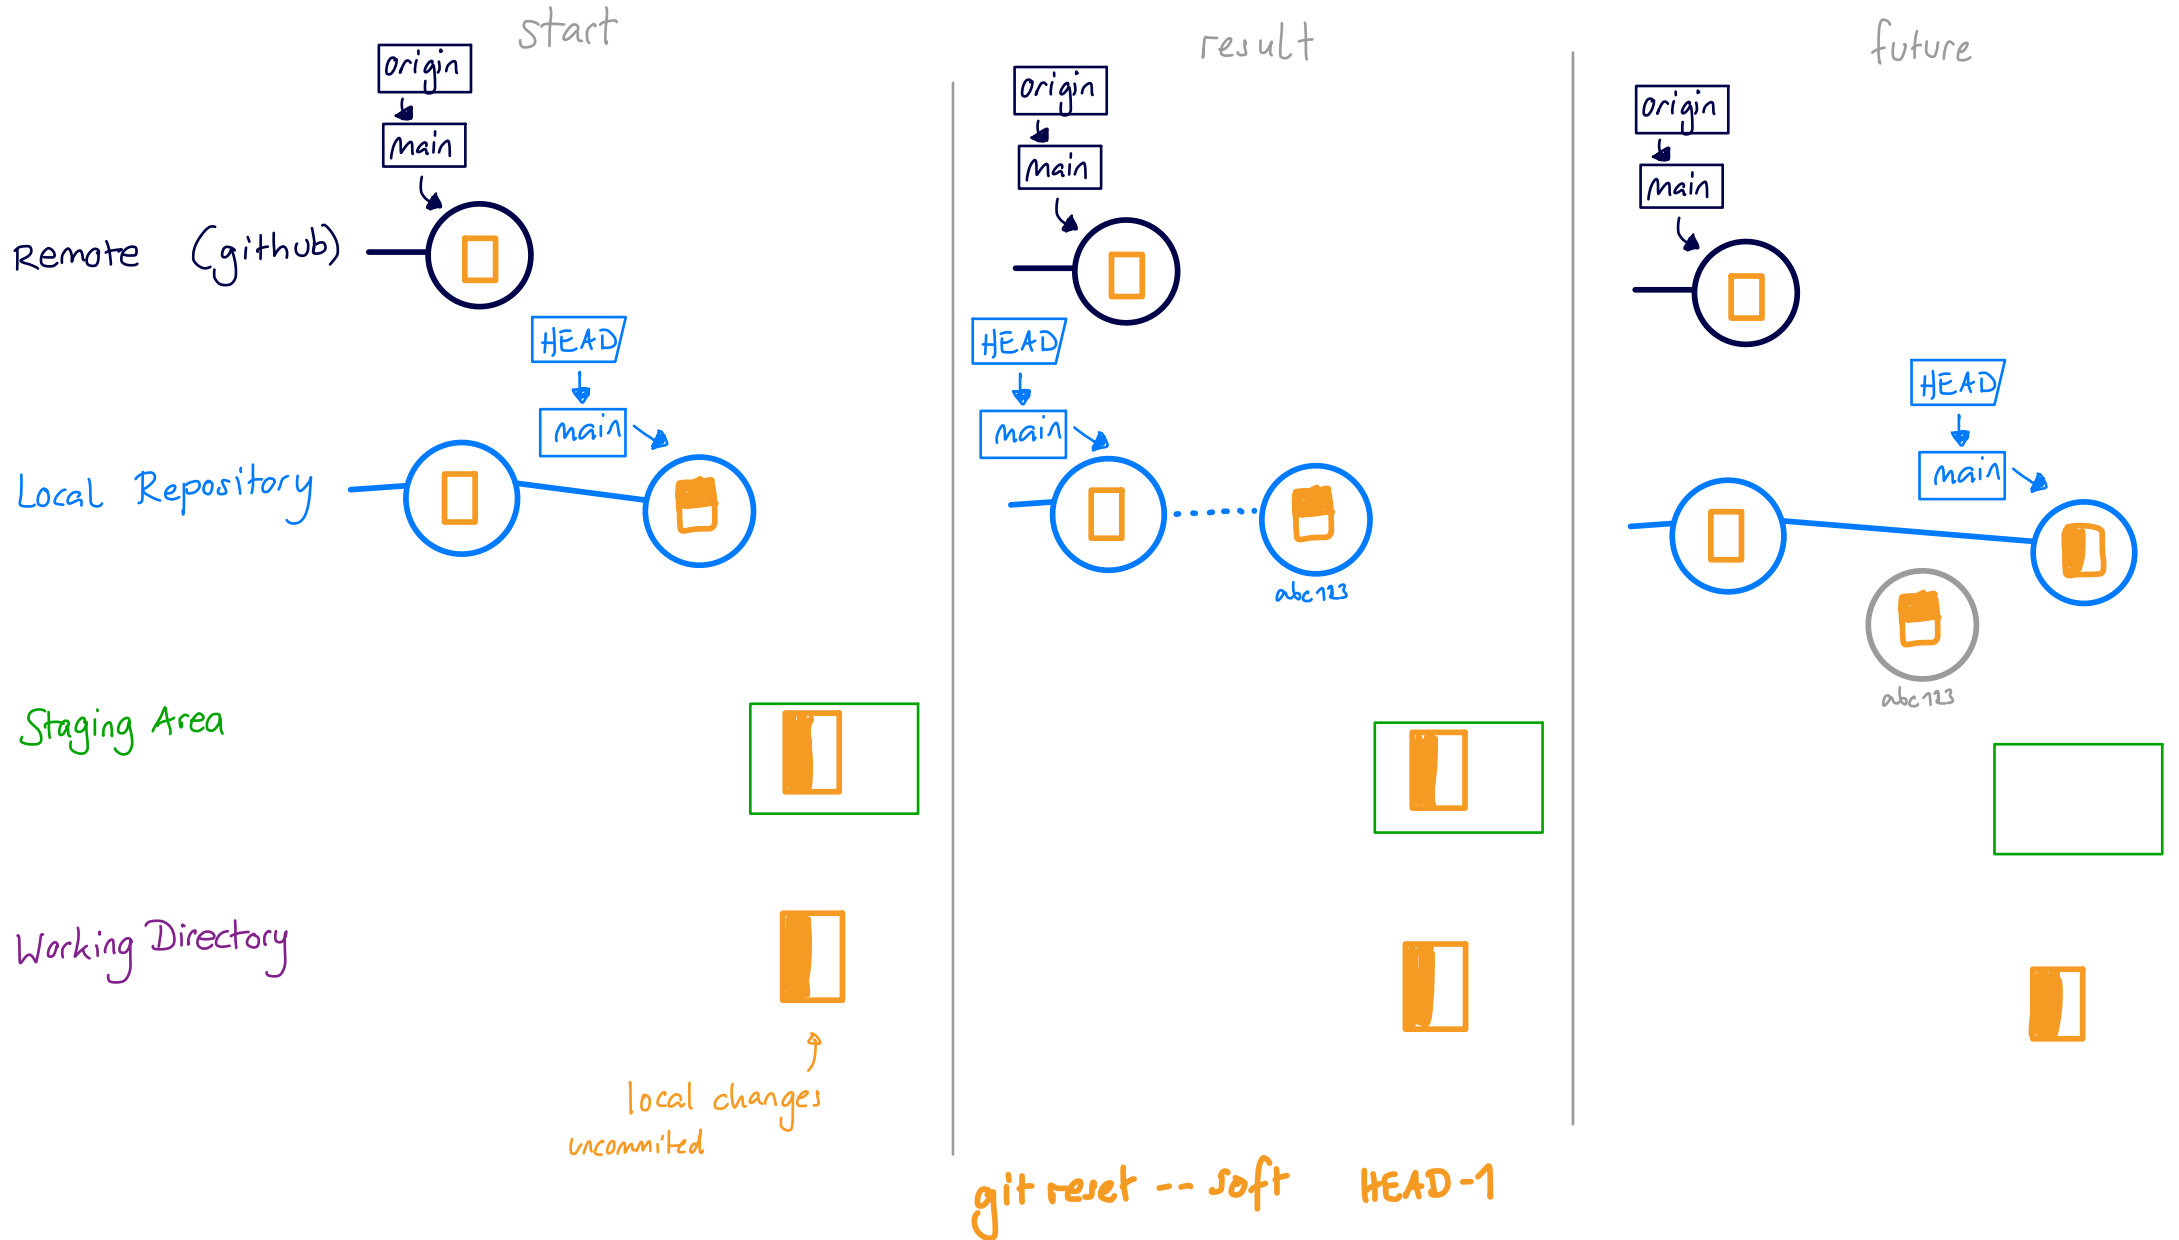 start
result
future
origin
main
origin
main
origin
main
Remote (github)
HEAD
main
HEAD
main
HEAD
main
Local Repository
abc123
abc123
Staging Area
Working Directory
local changes
uncommited
git reset -- soft HEAD-1